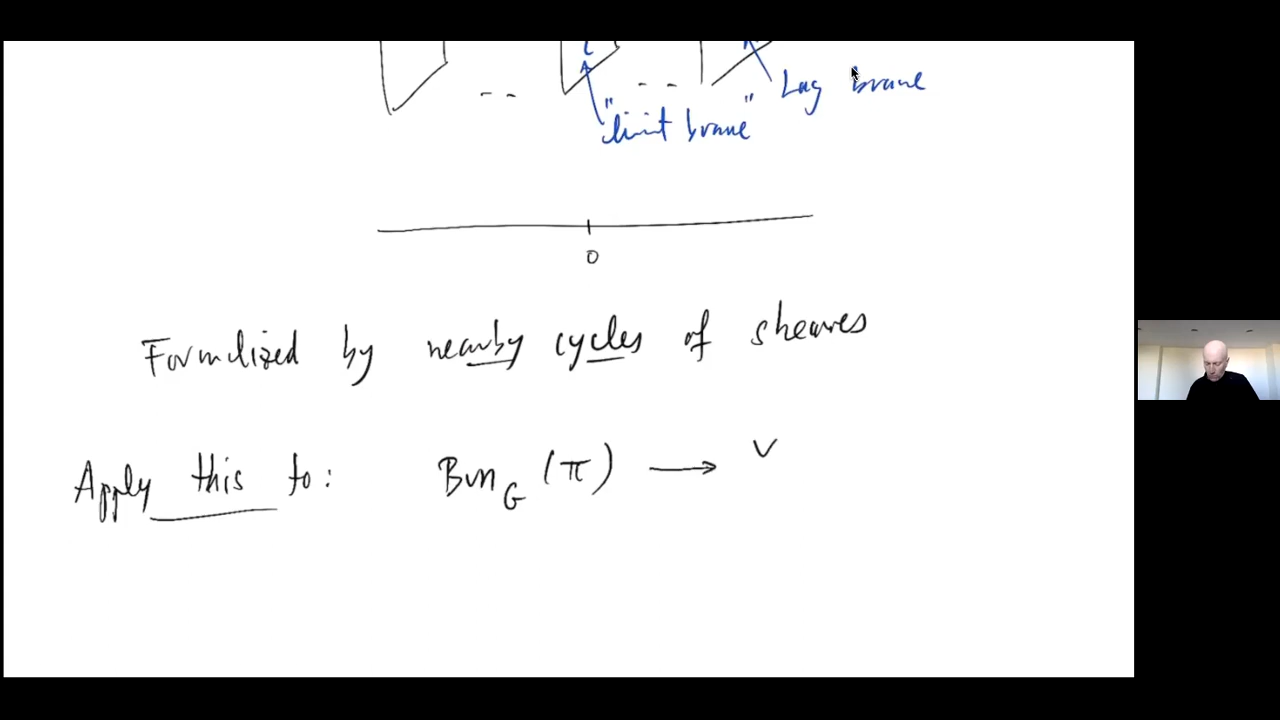 Lag brane
"limit brane"
0
Formalized by nearby cycles of sheaves
Apply this to: Bun_G (π) → V